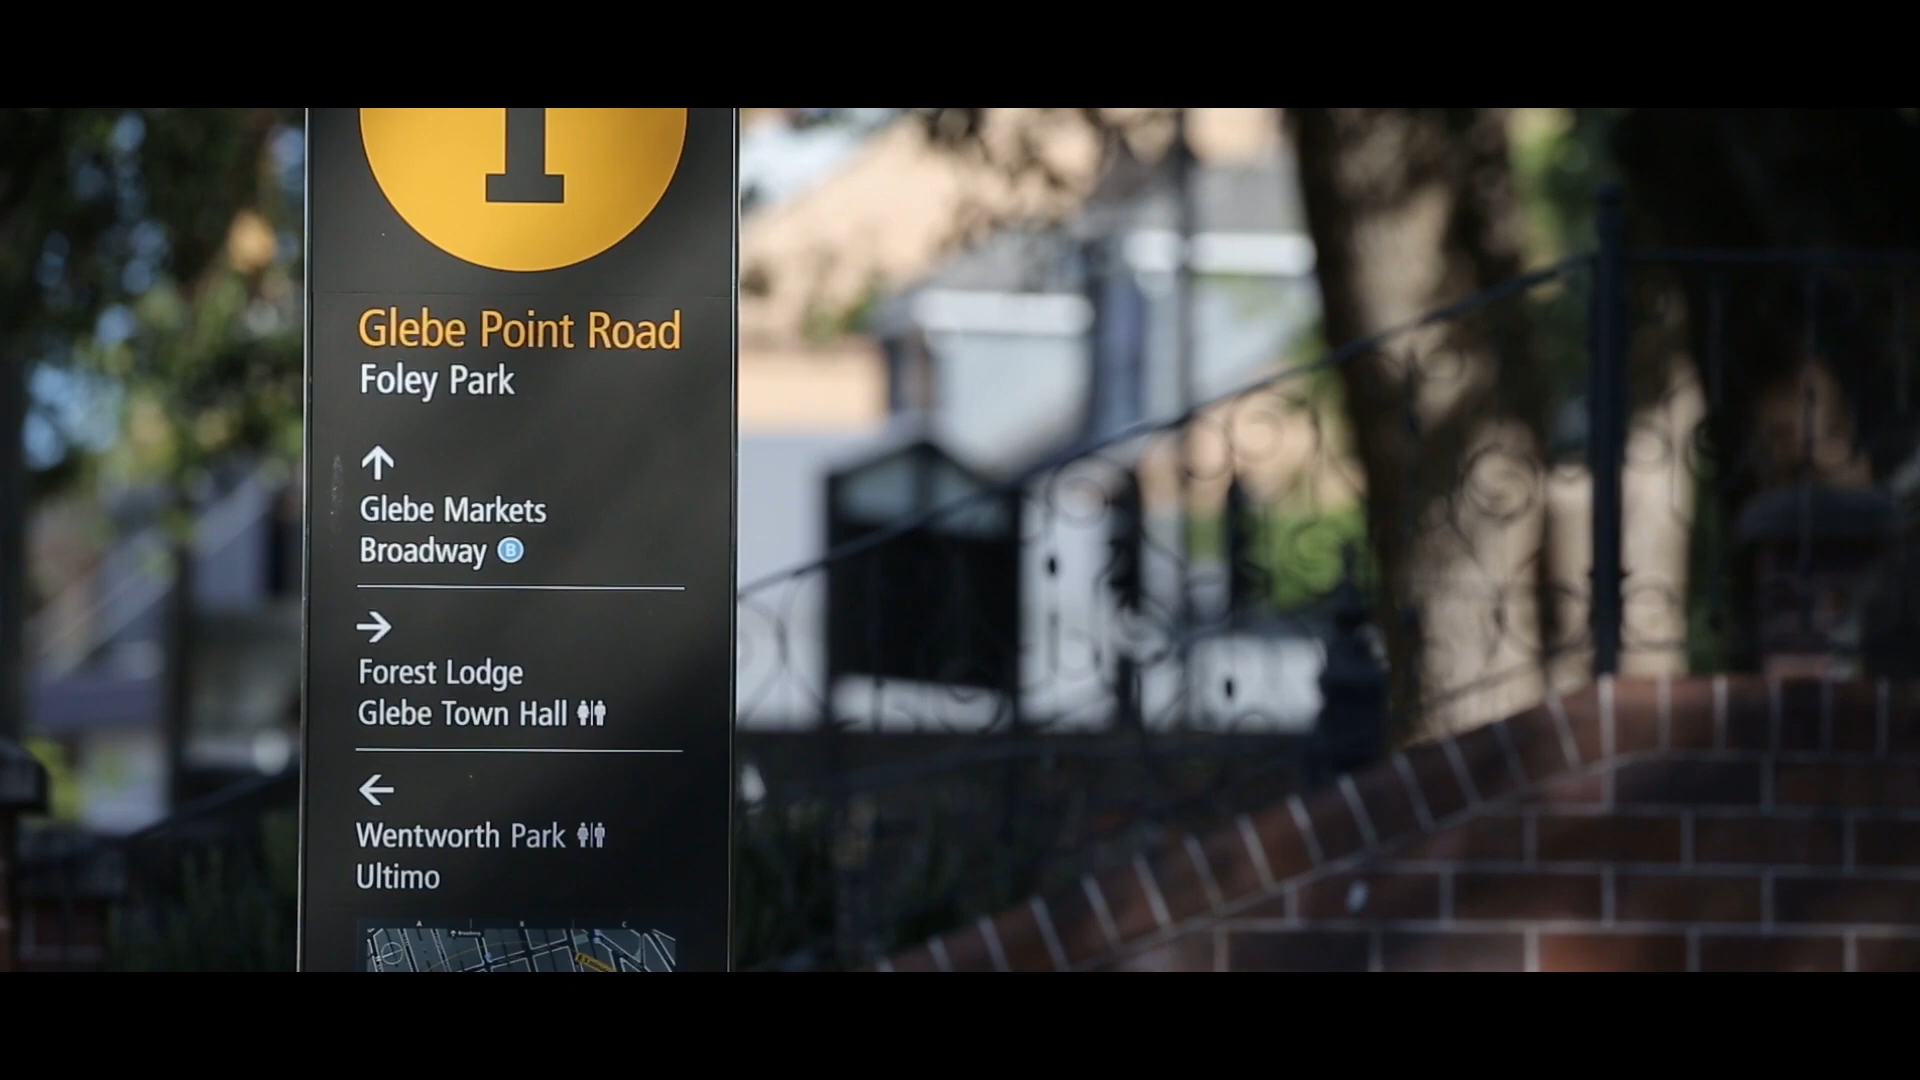 i
Glebe Point Road
Foley Park
↑
Glebe Markets
Broadway B
→
Forest Lodge
Glebe Town Hall
←
Wentworth Park
Ultimo
A B C